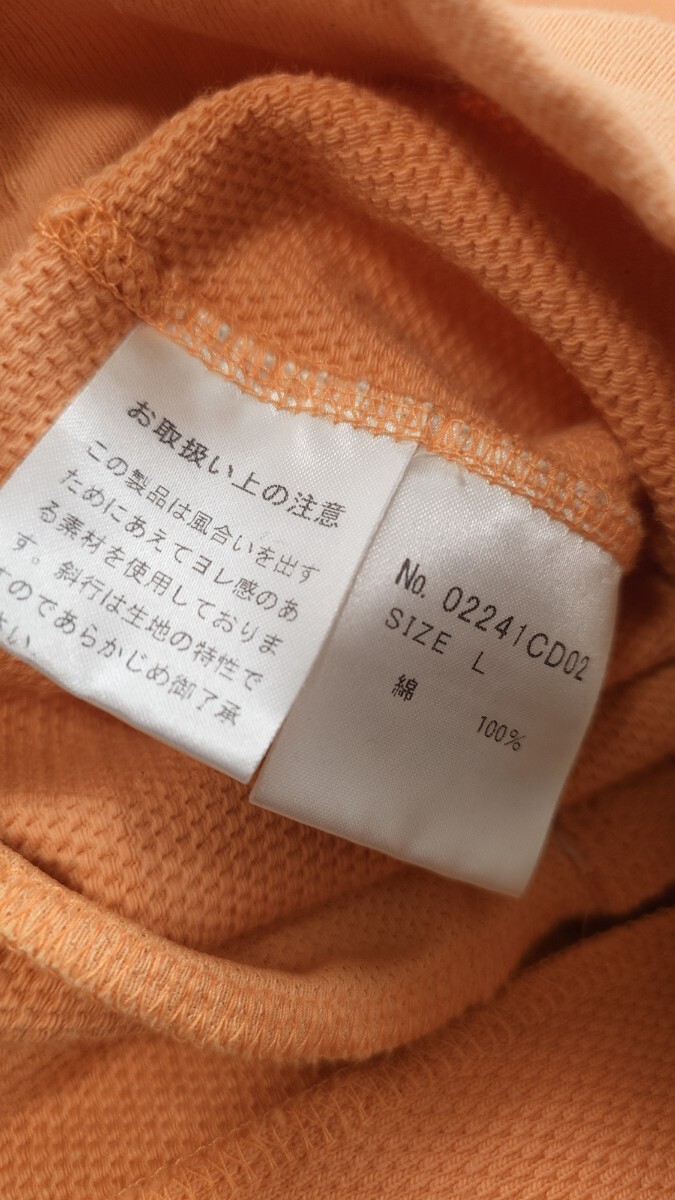 お取扱い上の注意
この製品は風合いを出す
ためにあえてヨレ感のあ
る素材を使用しておりま
す。斜行は生地の特性で
すのであらかじめ御了承
さい。
No. 02241CD02
SIZE L
綿 100%